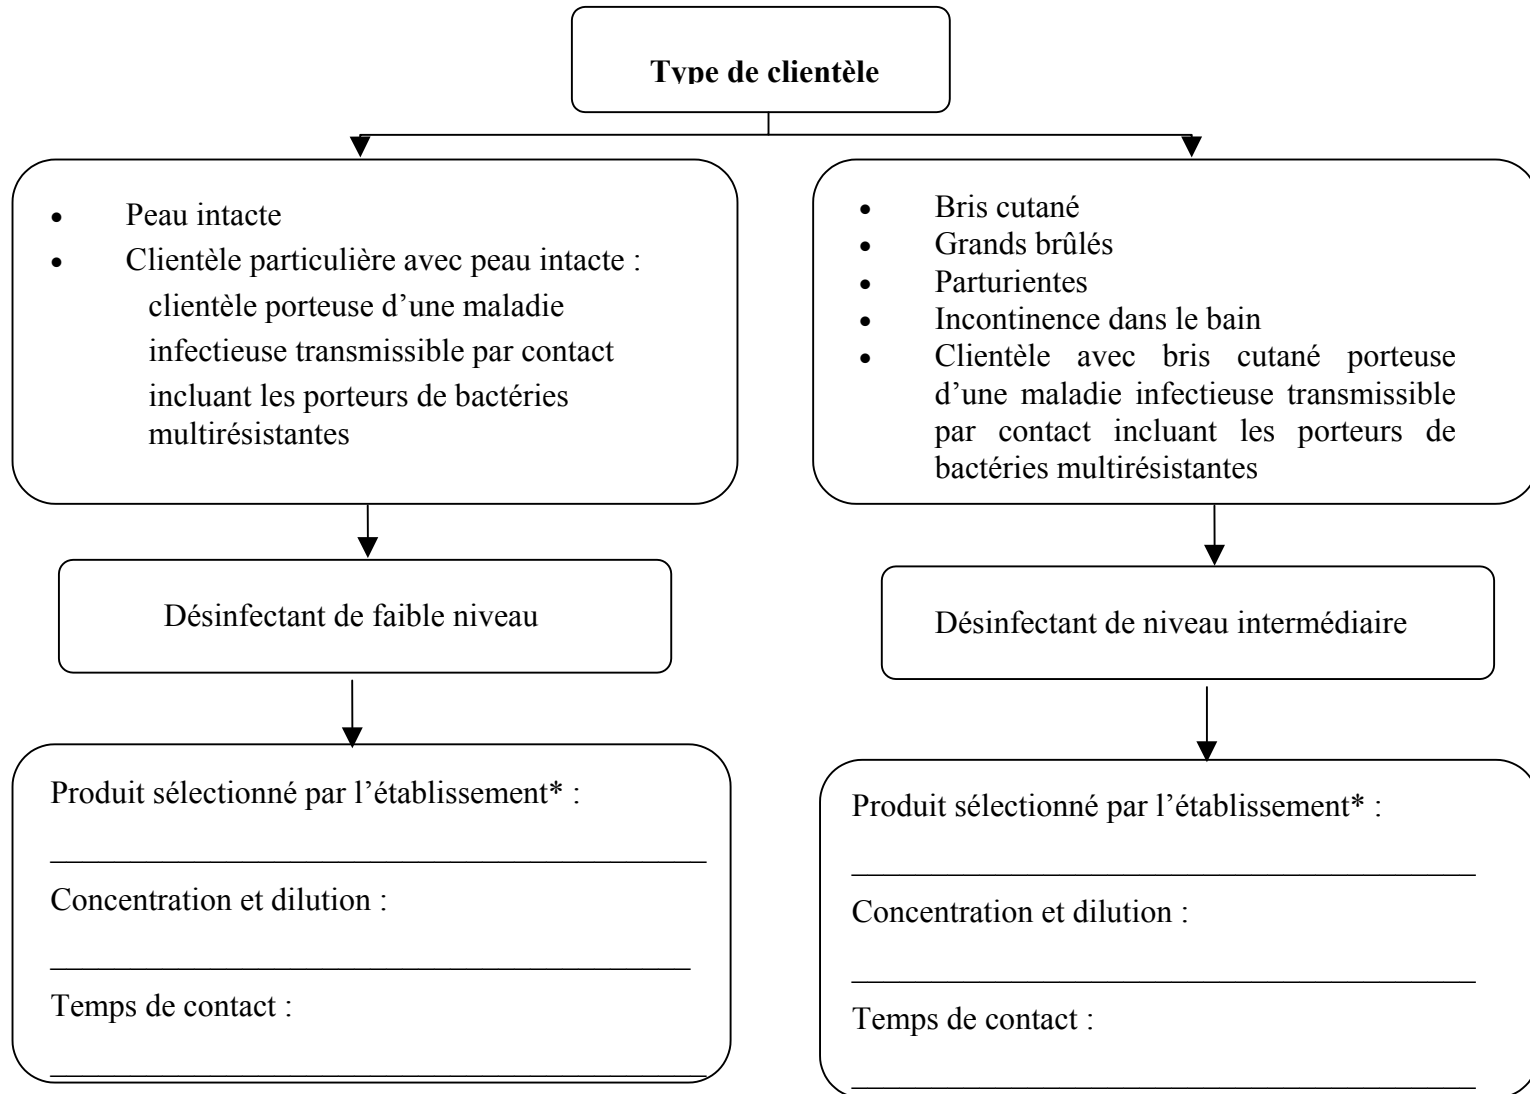 Type de clientèle
• Peau intacte
• Clientèle particulière avec peau intacte :
clientèle porteuse d’une maladie
infectieuse transmissible par contact
incluant les porteurs de bactéries
multirésistantes
• Bris cutané
• Grands brûlés
• Parturientes
• Incontinence dans le bain
• Clientèle avec bris cutané porteuse
d’une maladie infectieuse transmissible
par contact incluant les porteurs de
bactéries multirésistantes
Désinfectant de faible niveau
Désinfectant de niveau intermédiaire
Produit sélectionné par l’établissement* :
Concentration et dilution :
Temps de contact :
Produit sélectionné par l’établissement* :
Concentration et dilution :
Temps de contact :